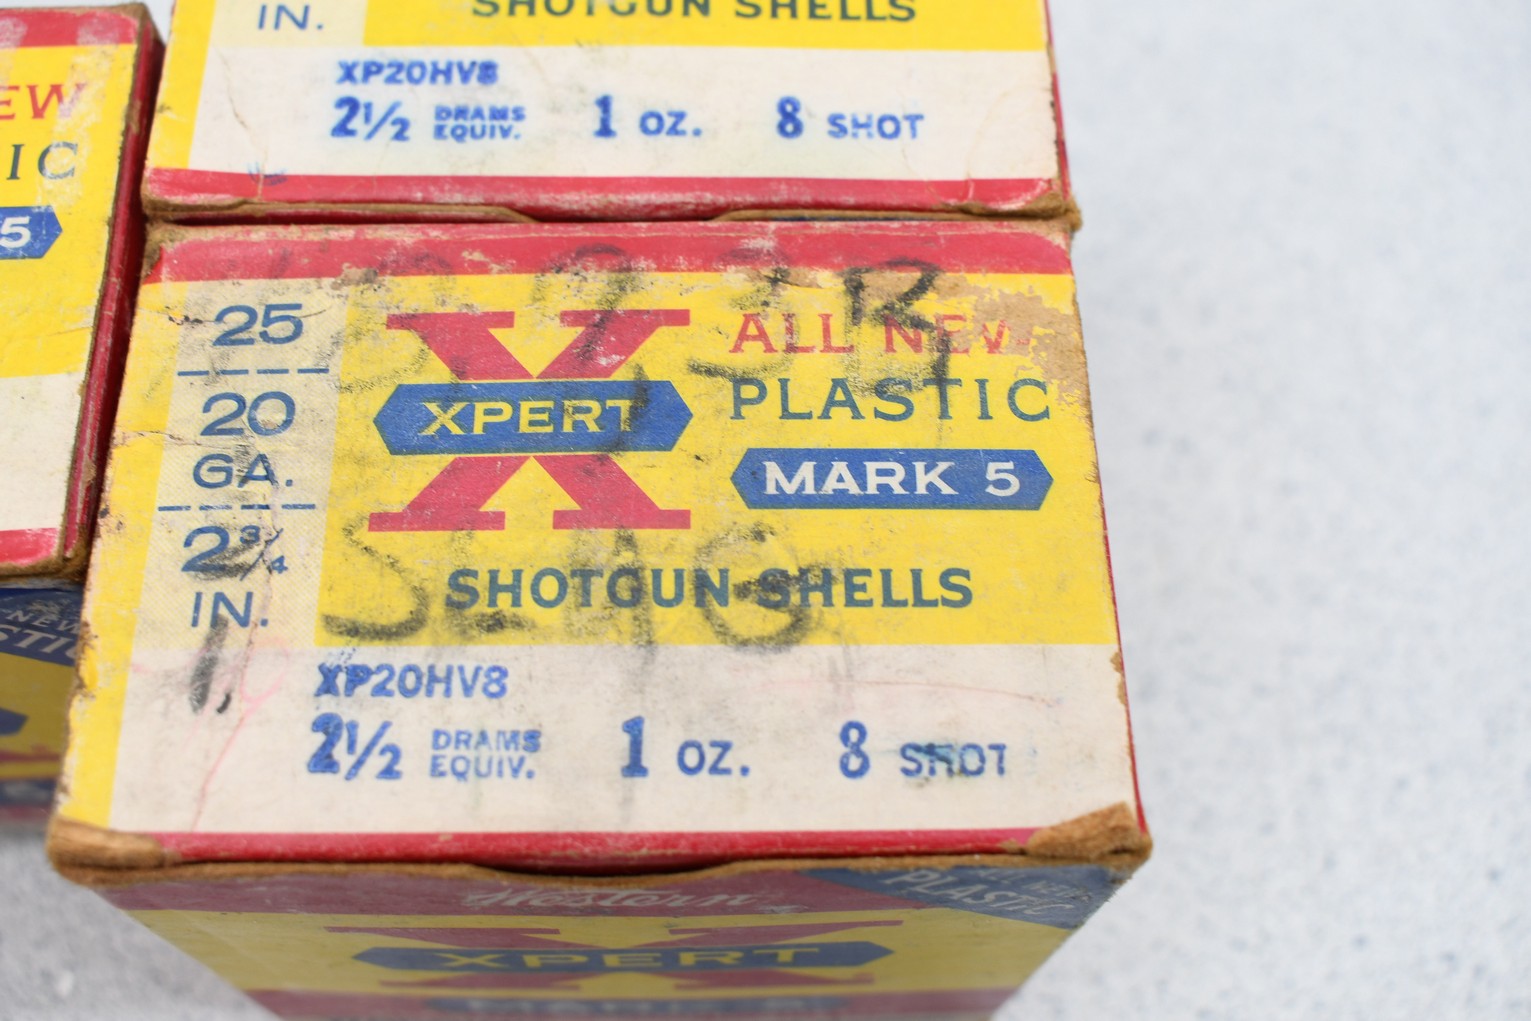 IN.
SHOTGUN SHELLS
XP20HV8
2½ DRAMS EQUIV. 1 OZ. 8 SHOT
EW
IC
5
25
20
GA.
2¾
IN.
XPERT
ALL NEW
PLASTIC
MARK 5
SHOTGUN SHELLS
XP20HV8
2½ DRAMS EQUIV. 1 OZ. 8 SHOT
NEW
STIC
Western
PLASTIC
XPERT